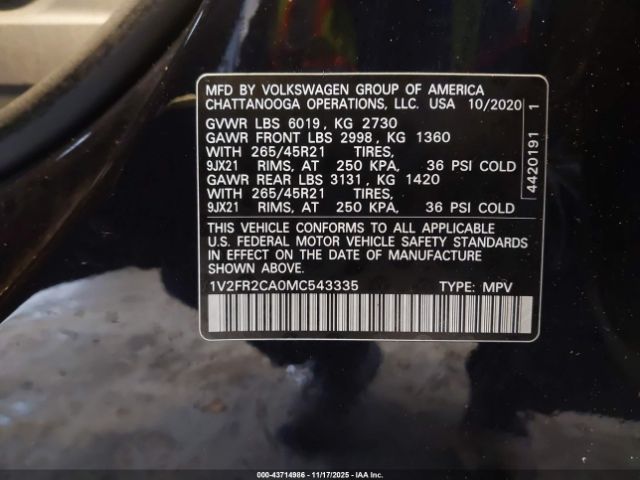 MFD BY VOLKSWAGEN GROUP OF AMERICA
CHATTANOOGA OPERATIONS, LLC. USA 10/2020
GVWR LBS 6019, KG 2730
GAWR FRONT LBS 2998, KG 1360
WITH 265/45R21 TIRES,
9JX21 RIMS, AT 250 KPA, 36 PSI COLD
GAWR REAR LBS 3131, KG 1420
WITH 265/45R21 TIRES,
9JX21 RIMS, AT 250 KPA, 36 PSI COLD
THIS VEHICLE CONFORMS TO ALL APPLICABLE
U.S. FEDERAL MOTOR VEHICLE SAFETY STANDARDS
IN EFFECT ON THE DATE OF MANUFACTURE
SHOWN ABOVE.
1V2FR2CA0MC543335 TYPE: MPV
4420191 1
000-43714986 - 11/17/2025 - IAAI.COM